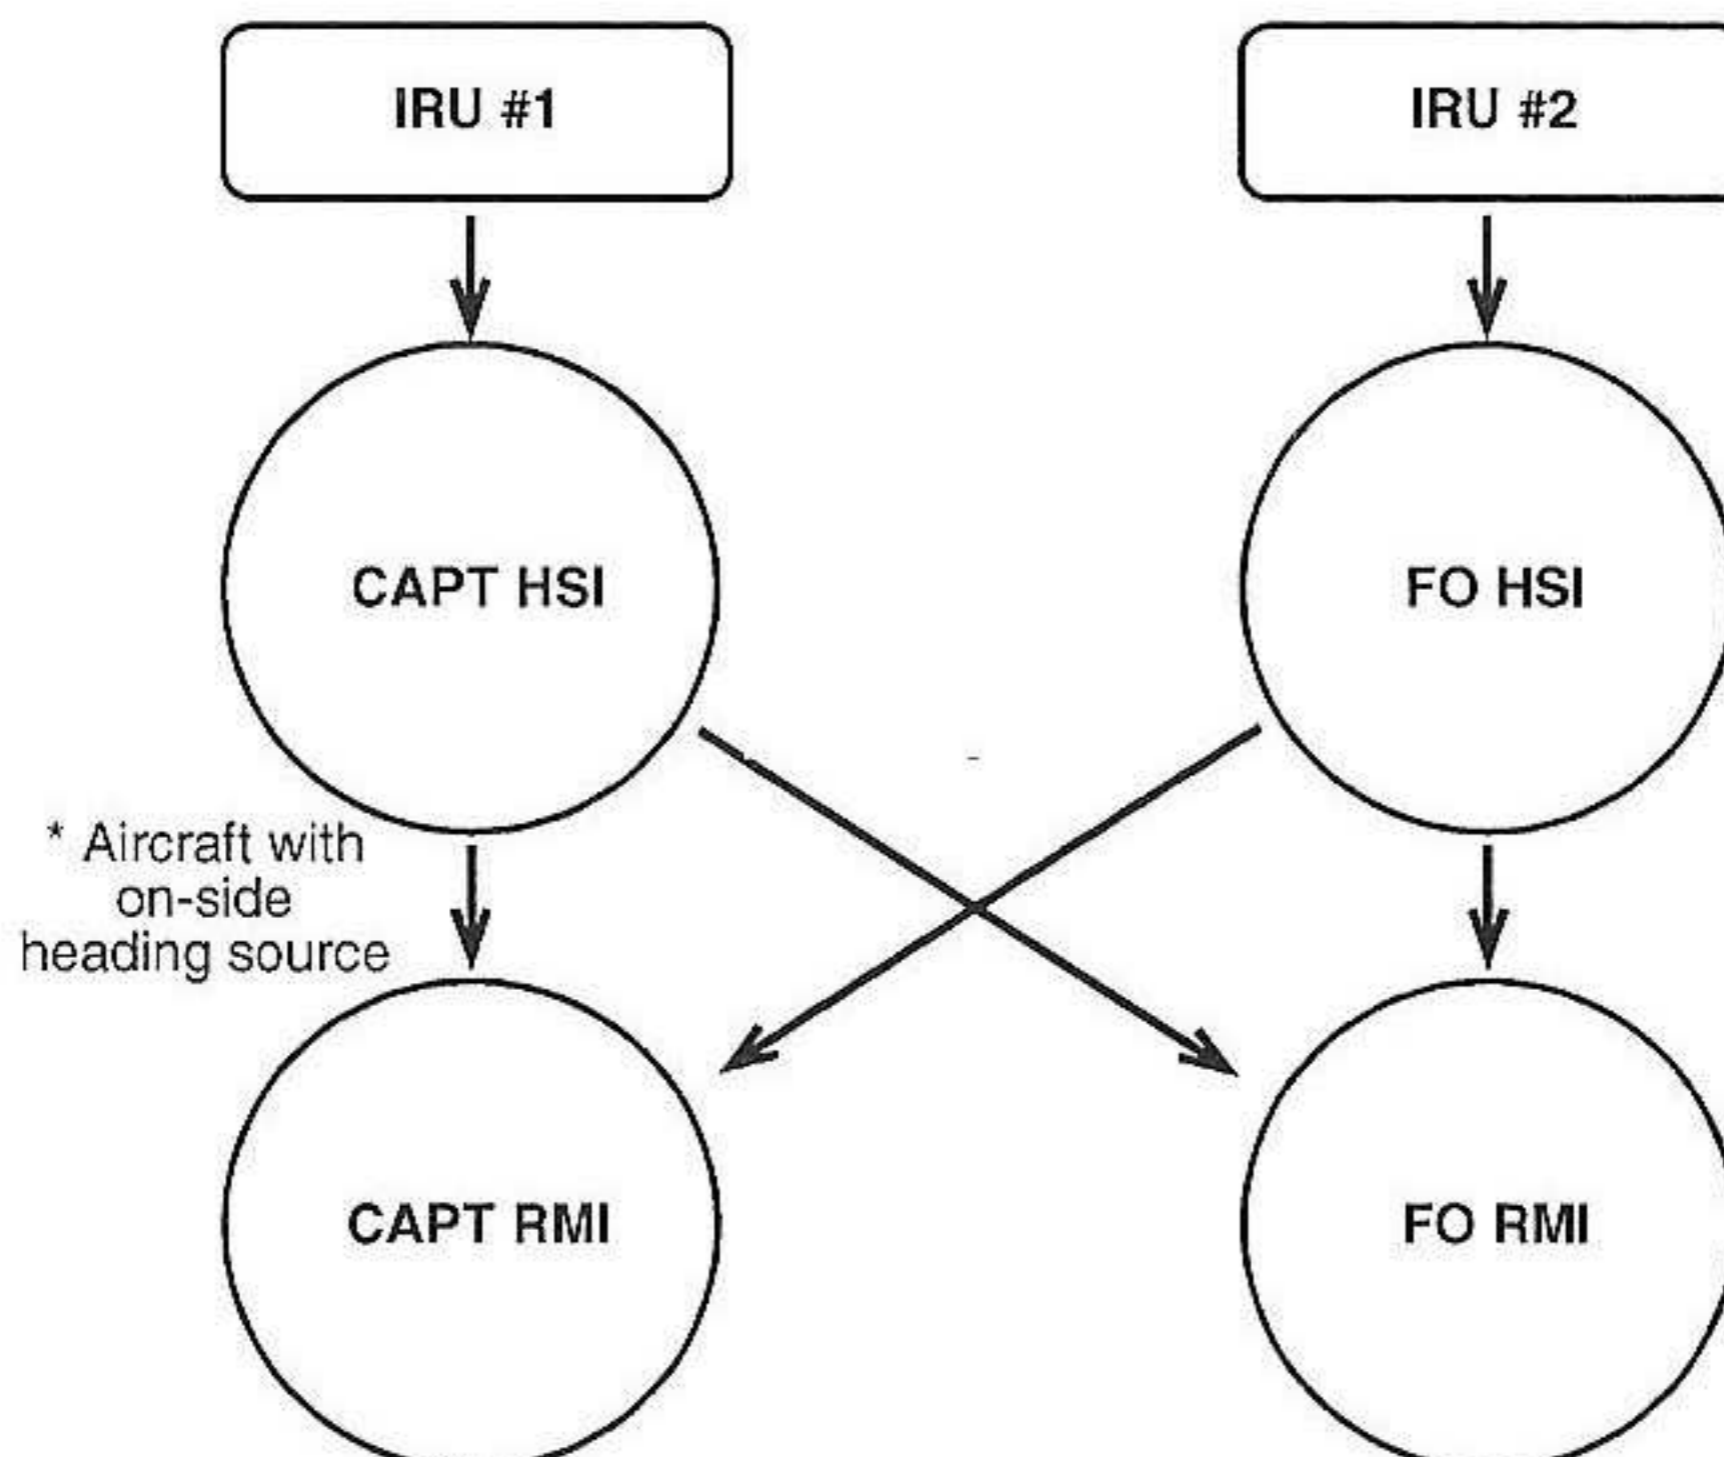 IRU #1
IRU #2
CAPT HSI
FO HSI
* Aircraft with
on-side
heading source
CAPT RMI
FO RMI